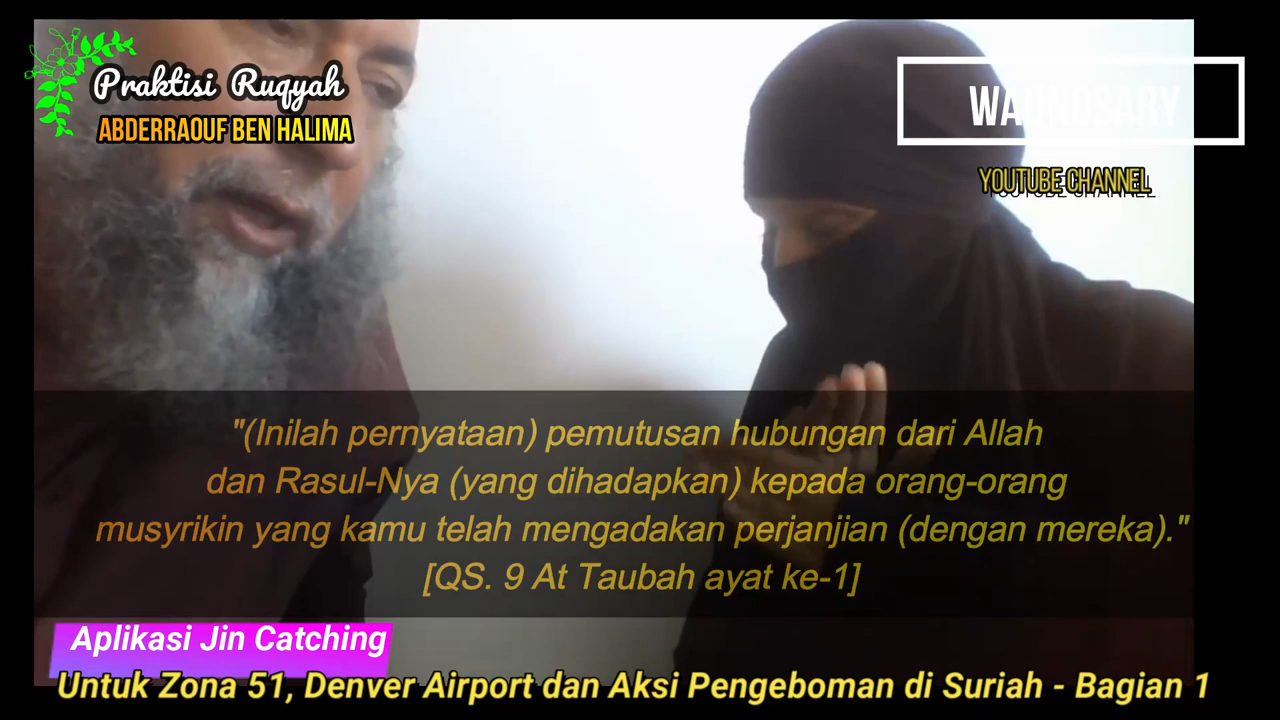 Praktisi Ruqyah
ABDERRAOUF BEN HALIMA
YOUTUBE CHANNEL
"(Inilah pernyataan) pemutusan hubungan dari Allah
dan Rasul-Nya (yang dihadapkan) kepada orang-orang
musyrikin yang kamu telah mengadakan perjanjian (dengan mereka)."
[QS. 9 At Taubah ayat ke-1]
Aplikasi Jin Catching
Untuk Zona 51, Denver Airport dan Aksi Pengeboman di Suriah - Bagian 1